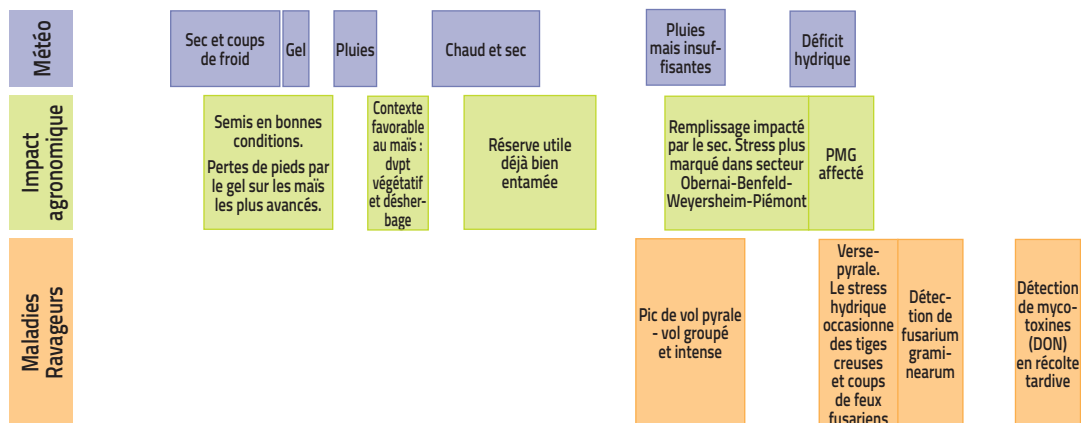 Météo
Sec et coups
de froid
Gel
Pluies
Chaud et sec
Pluies
mais insuf-
fisantes
Déficit
hydrique
Impact
agronomique
Semis en bonnes
conditions.
Pertes de pieds par
le gel sur les maïs
les plus avancés.
Contexte
favorable
au maïs :
dvpt
végétatif
et désher-
bage
Réserve utile
déjà bien
entamée
Remplissage impacté
par le sec. Stress plus
marqué dans secteur
Obernai-Benfeld-
Weyersheim-Piémont
PMG
affecté
Maladies
Ravageurs
Pic de vol pyrale
- vol groupé
et intense
Verse-
pyrale.
Le stress
hydrique
occasionne
des tiges
creuses
et coups
de feux
fusariens
Détec-
tion de
fusarium
grami-
nearum
Détection
de myco-
toxines
(DON)
en récolte
tardive